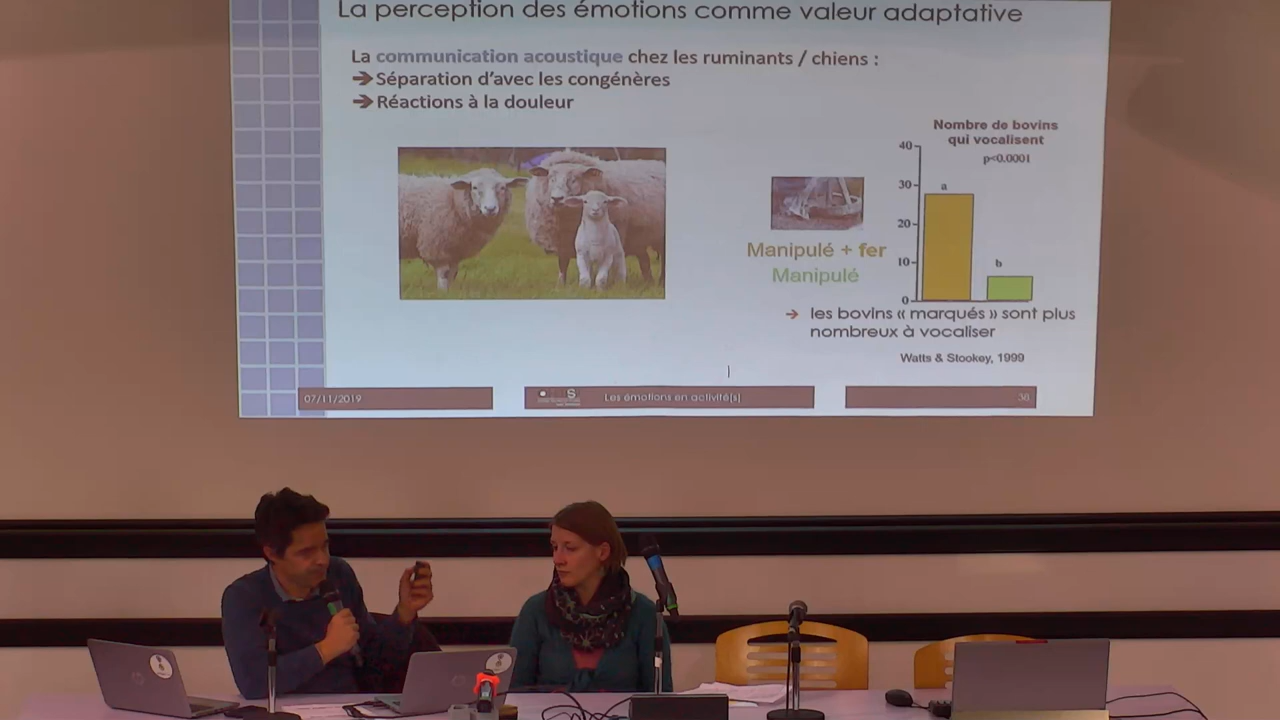 La perception des émotions comme valeur adaptative
La communication acoustique chez les ruminants / chiens :
➔ Séparation d'avec les congénères
➔ Réactions à la douleur
Nombre de bovins
qui vocalisent
p<0.0001
40
30
20
10
0
a
b
Manipulé + fer
Manipulé
➔ les bovins « marqués » sont plus
nombreux à vocaliser
Watts & Stookey, 1999
07/11/2019
Les émotions en activité[s]
36